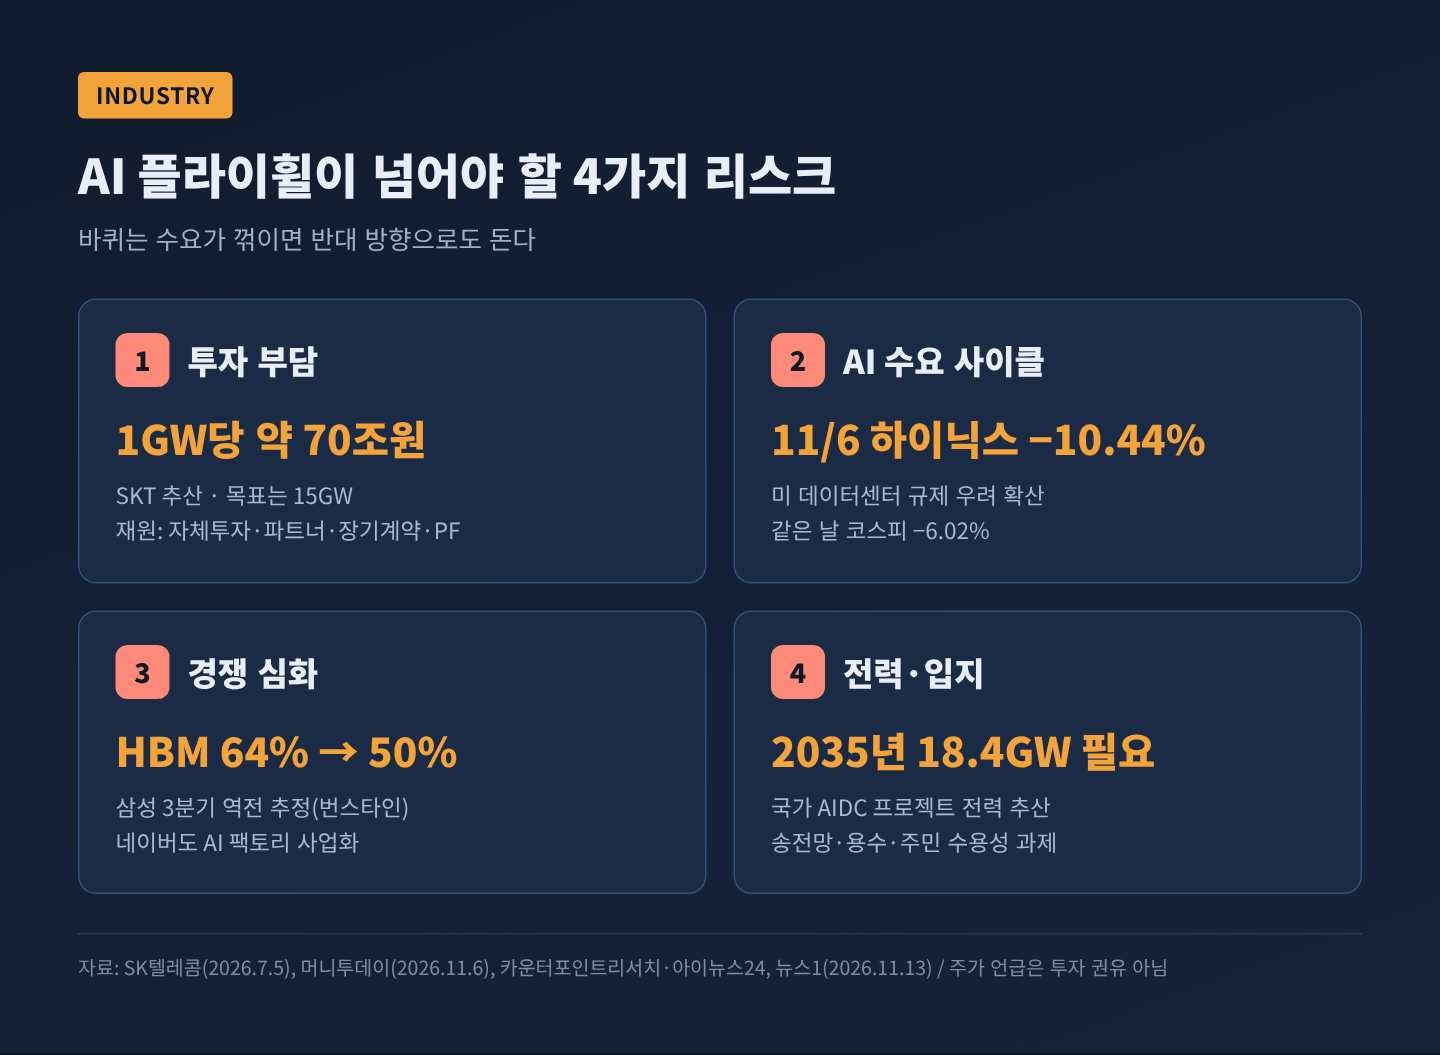 INDUSTRY
AI 플라이휠이 넘어야 할 4가지 리스크
바퀴는 수요가 꺾이면 반대 방향으로도 돈다
1 투자 부담
1GW당 약 70조원
SKT 추산 · 목표는 15GW
재원: 자체투자·파트너·장기계약·PF
2 AI 수요 사이클
11/6 하이닉스 −10.44%
미 데이터센터 규제 우려 확산
같은 날 코스피 −6.02%
3 경쟁 심화
HBM 64% → 50%
삼성 3분기 역전 추정(번스타인)
네이버도 AI 팩토리 사업화
4 전력·입지
2035년 18.4GW 필요
국가 AIDC 프로젝트 전력 추산
송전망·용수·주민 수용성 과제
자료: SK텔레콤(2026.7.5), 머니투데이(2026.11.6), 카운터포인트리서치·아이뉴스24, 뉴스1(2026.11.13) / 주가 언급은 투자 권유 아님